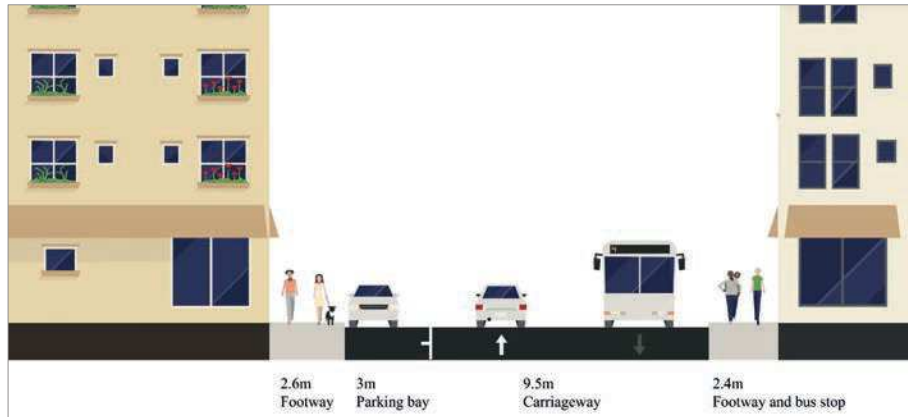 2.6m
Footway
3m
Parking bay
9.5m
Carriageway
2.4m
Footway and bus stop